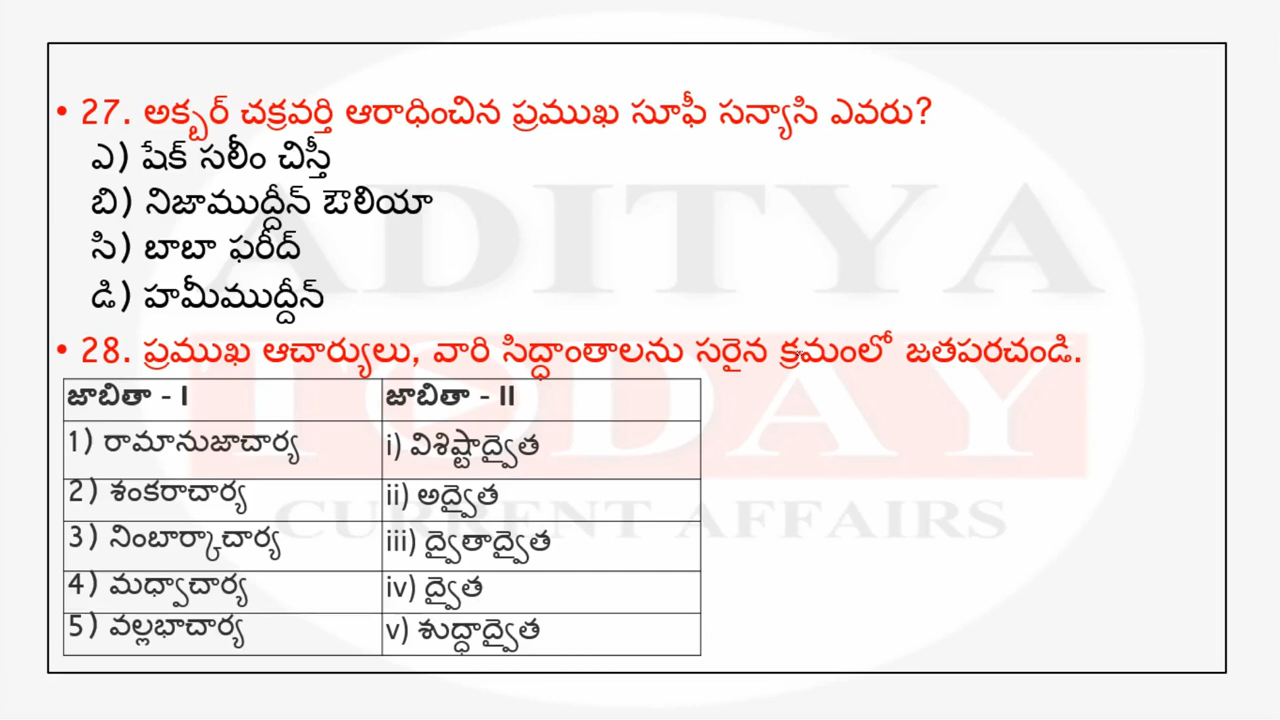 • 27. అక్బర్ చక్రవర్తి ఆరాధించిన ప్రముఖ సూఫీ సన్యాసి ఎవరు?
ఎ) షేక్ సలీం చిస్తీ
బి) నిజాముద్దీన్ ఔలియా
సి) బాబా ఫరీద్
డి) హమీముద్దీన్
• 28. ప్రముఖ ఆచార్యులు, వారి సిద్ధాంతాలను సరైన క్రమంలో జతపరచండి.
జాబితా - I జాబితా - II
1) రామానుజాచార్య i) విశిష్టాద్వైత
2) శంకరాచార్య ii) అద్వైత
3) నింబార్కాచార్య iii) ద్వైతాద్వైత
4) మధ్వాచార్య iv) ద్వైత
5) వల్లభాచార్య v) శుద్ధాద్వైత
ADITYA
TODAY
CURRENT AFFAIRS